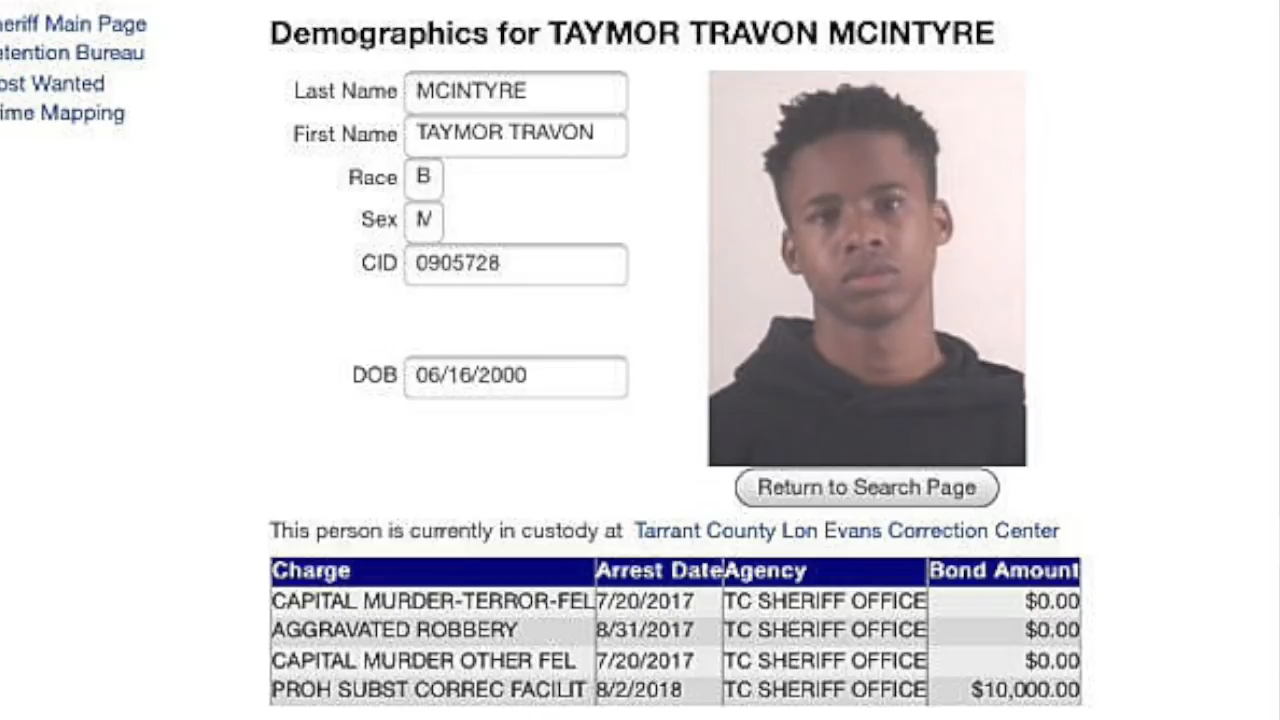 eriff Main Page
etention Bureau
ost Wanted
ime Mapping
Demographics for TAYMOR TRAVON MCINTYRE
Last Name MCINTYRE
First Name TAYMOR TRAVON
Race B
Sex M
CID 0905728
DOB 06/16/2000
Return to Search Page
This person is currently in custody at Tarrant County Lon Evans Correction Center
Charge Arrest Date Agency Bond Amount
CAPITAL MURDER-TERROR-FEL 7/20/2017 TC SHERIFF OFFICE $0.00
AGGRAVATED ROBBERY 8/31/2017 TC SHERIFF OFFICE $0.00
CAPITAL MURDER OTHER FEL 7/20/2017 TC SHERIFF OFFICE $0.00
PROH SUBST CORREC FACILIT 8/2/2018 TC SHERIFF OFFICE $10,000.00